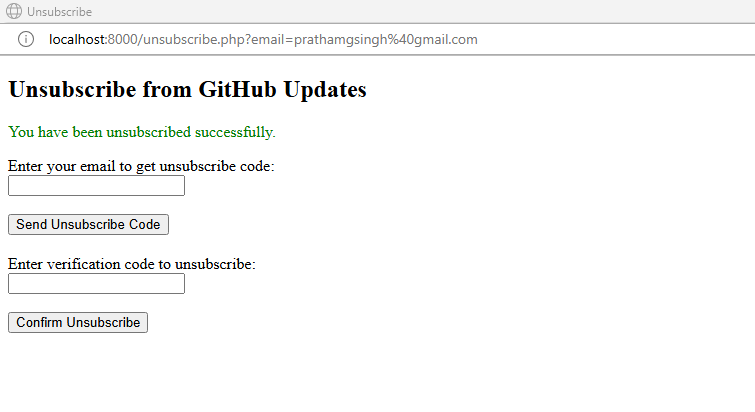 Unsubscribe
localhost:8000/unsubscribe.php?email=prathamgsingh%40gmail.com
Unsubscribe from GitHub Updates
You have been unsubscribed successfully.
Enter your email to get unsubscribe code:
Send Unsubscribe Code
Enter verification code to unsubscribe:
Confirm Unsubscribe